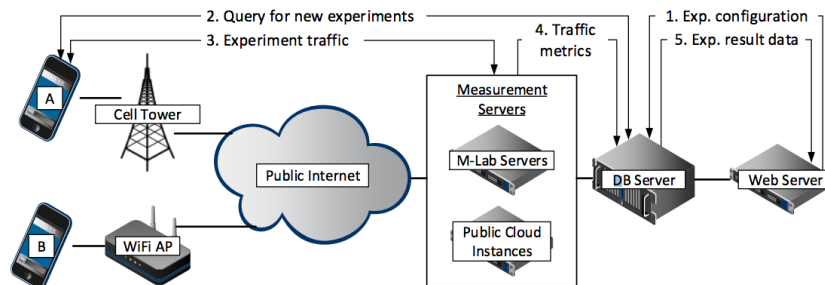 2. Query for new experiments
1. Exp. configuration
3. Experiment traffic
4. Traffic
metrics
5. Exp. result data
A
Cell Tower
Measurement
Servers
M-Lab Servers
Public Internet
DB Server
Web Server
B
WiFi AP
Public Cloud
Instances